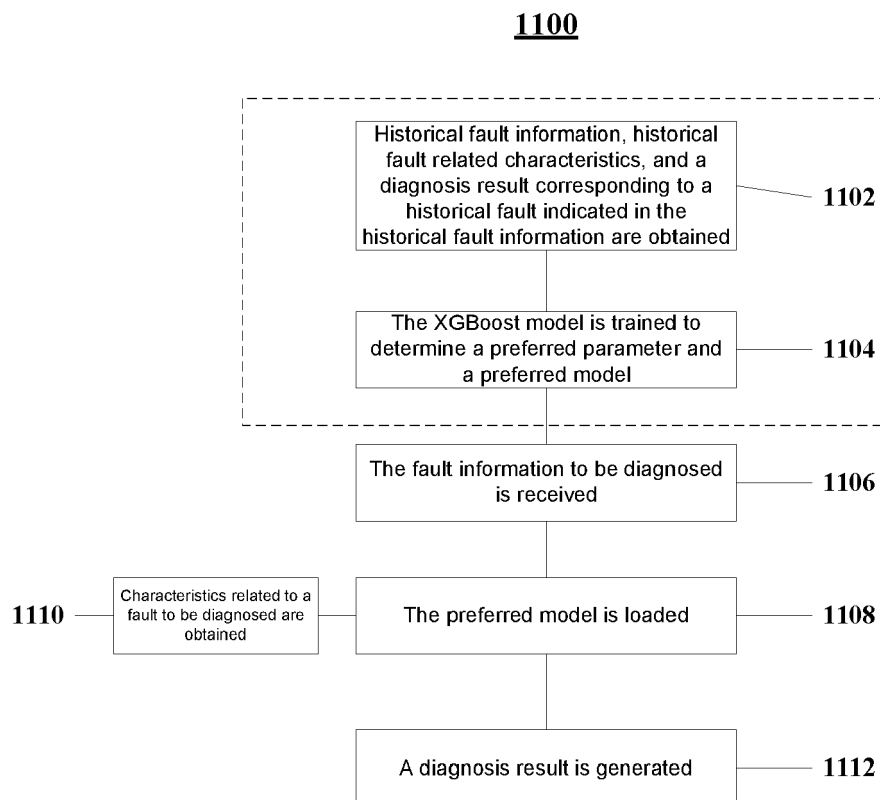 1100
Historical fault information, historical
fault related characteristics, and a
diagnosis result corresponding to a
historical fault indicated in the
historical fault information are obtained
1102
The XGBoost model is trained to
determine a preferred parameter and
a preferred model
1104
The fault information to be diagnosed
is received
1106
1110
Characteristics related to a
fault to be diagnosed are
obtained
The preferred model is loaded
1108
A diagnosis result is generated
1112